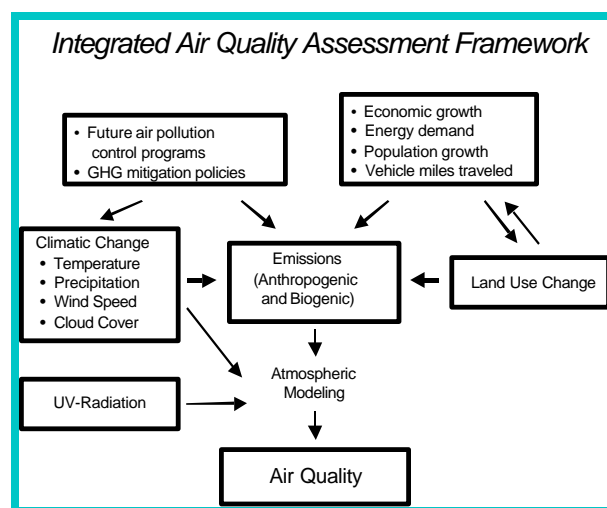 Integrated Air Quality Assessment Framework
• Future air pollution
control programs
• GHG mitigation policies
• Economic growth
• Energy demand
• Population growth
• Vehicle miles traveled
Climatic Change
• Temperature
• Precipitation
• Wind Speed
• Cloud Cover
Emissions
(Anthropogenic
and Biogenic)
Land Use Change
UV-Radiation
Atmospheric
Modeling
Air Quality